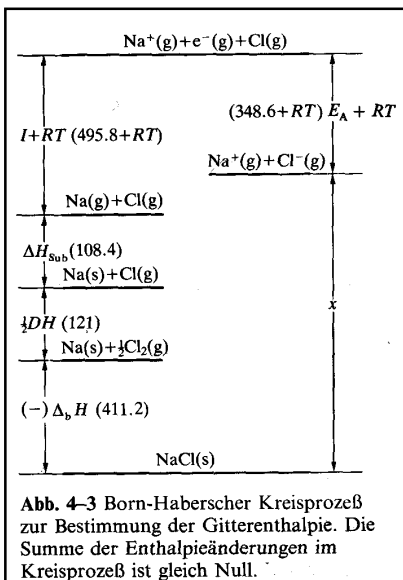 Na⁺(g)+e⁻(g)+Cl(g)
(348.6+RT) E_A + RT
I+RT (495.8+RT)
Na⁺(g)+Cl⁻(g)
Na(g)+Cl(g)
ΔH_Sub(108.4)
Na(s)+Cl(g)
x
½DH (121)
Na(s)+½Cl₂(g)
(−) Δ_b H (411.2)
NaCl(s)
Abb. 4–3 Born-Haberscher Kreisprozeß
zur Bestimmung der Gitterenthalpie. Die
Summe der Enthalpieänderungen im
Kreisprozeß ist gleich Null.